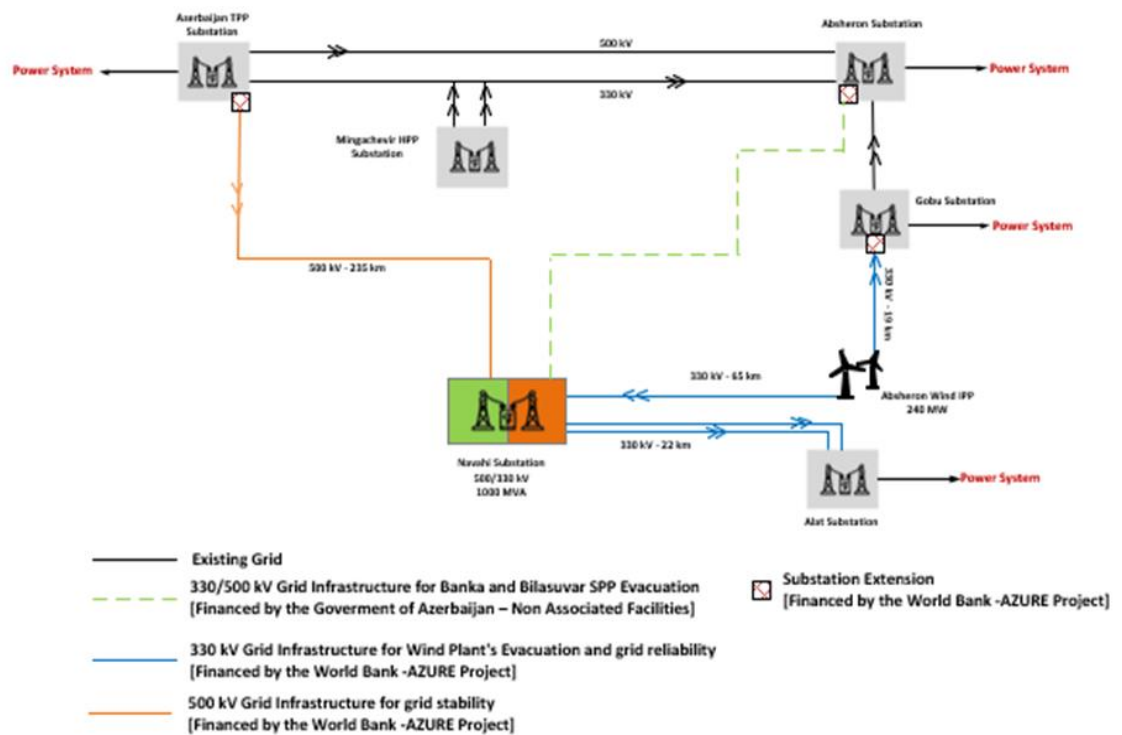 Azerbaijan TPP
Substation
Absheron Substation
500 kV
Power System
Power System
330 kV
Mingachevir HPP
Substation
Gobu Substation
Power System
500 kV - 235 km
330 kV - 19 km
330 kV - 65 km
Absheron Wind IPP
240 MW
330 kV - 22 km
Navahi Substation
500/330 kV
1000 MVA
Power System
Alat Substation
Existing Grid
330/500 kV Grid Infrastructure for Banka and Bilasuvar SPP Evacuation
[Financed by the Goverment of Azerbaijan – Non Associated Facilities]
Substation Extension
[Financed by the World Bank -AZURE Project]
330 kV Grid Infrastructure for Wind Plant's Evacuation and grid reliability
[Financed by the World Bank -AZURE Project]
500 kV Grid Infrastructure for grid stability
[Financed by the World Bank -AZURE Project]